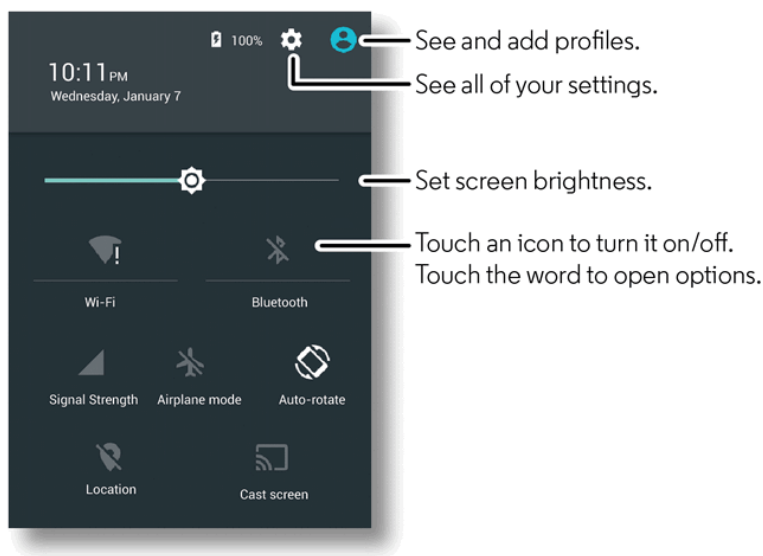 100%
See and add profiles.
10:11 PM
See all of your settings.
Wednesday, January 7
Set screen brightness.
Touch an icon to turn it on/off.
Touch the word to open options.
Wi-Fi
Bluetooth
Signal Strength
Airplane mode
Auto-rotate
Location
Cast screen